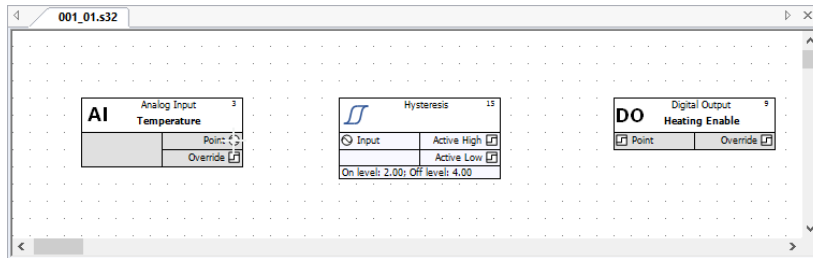 001_01.s32
AI
Analog Input 3
Temperature
Point
Override
Hysteresis 15
Input Active High
Active Low
On level: 2.00; Off level: 4.00
DO
Digital Output 9
Heating Enable
Point Override